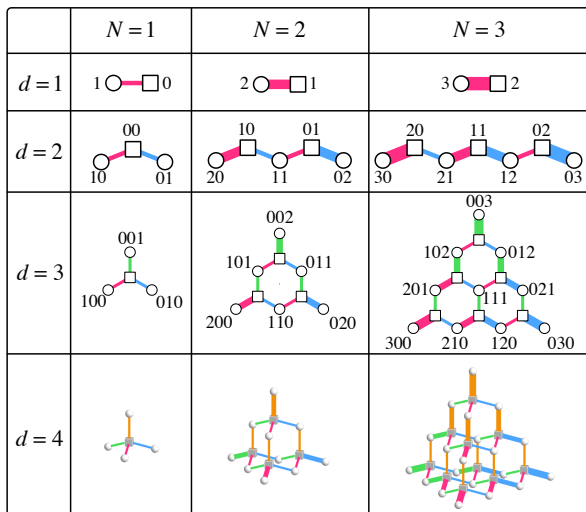 N = 1 N = 2 N = 3
d = 1 1 0 2 1 3 2
00 10 01 20 11 02
d = 2
10 01 20 11 02 30 21 12 03
003
002
001 102 012
101 011
d = 3 201 111 021
100 010
200 110 020 300 210 120 030
d = 4